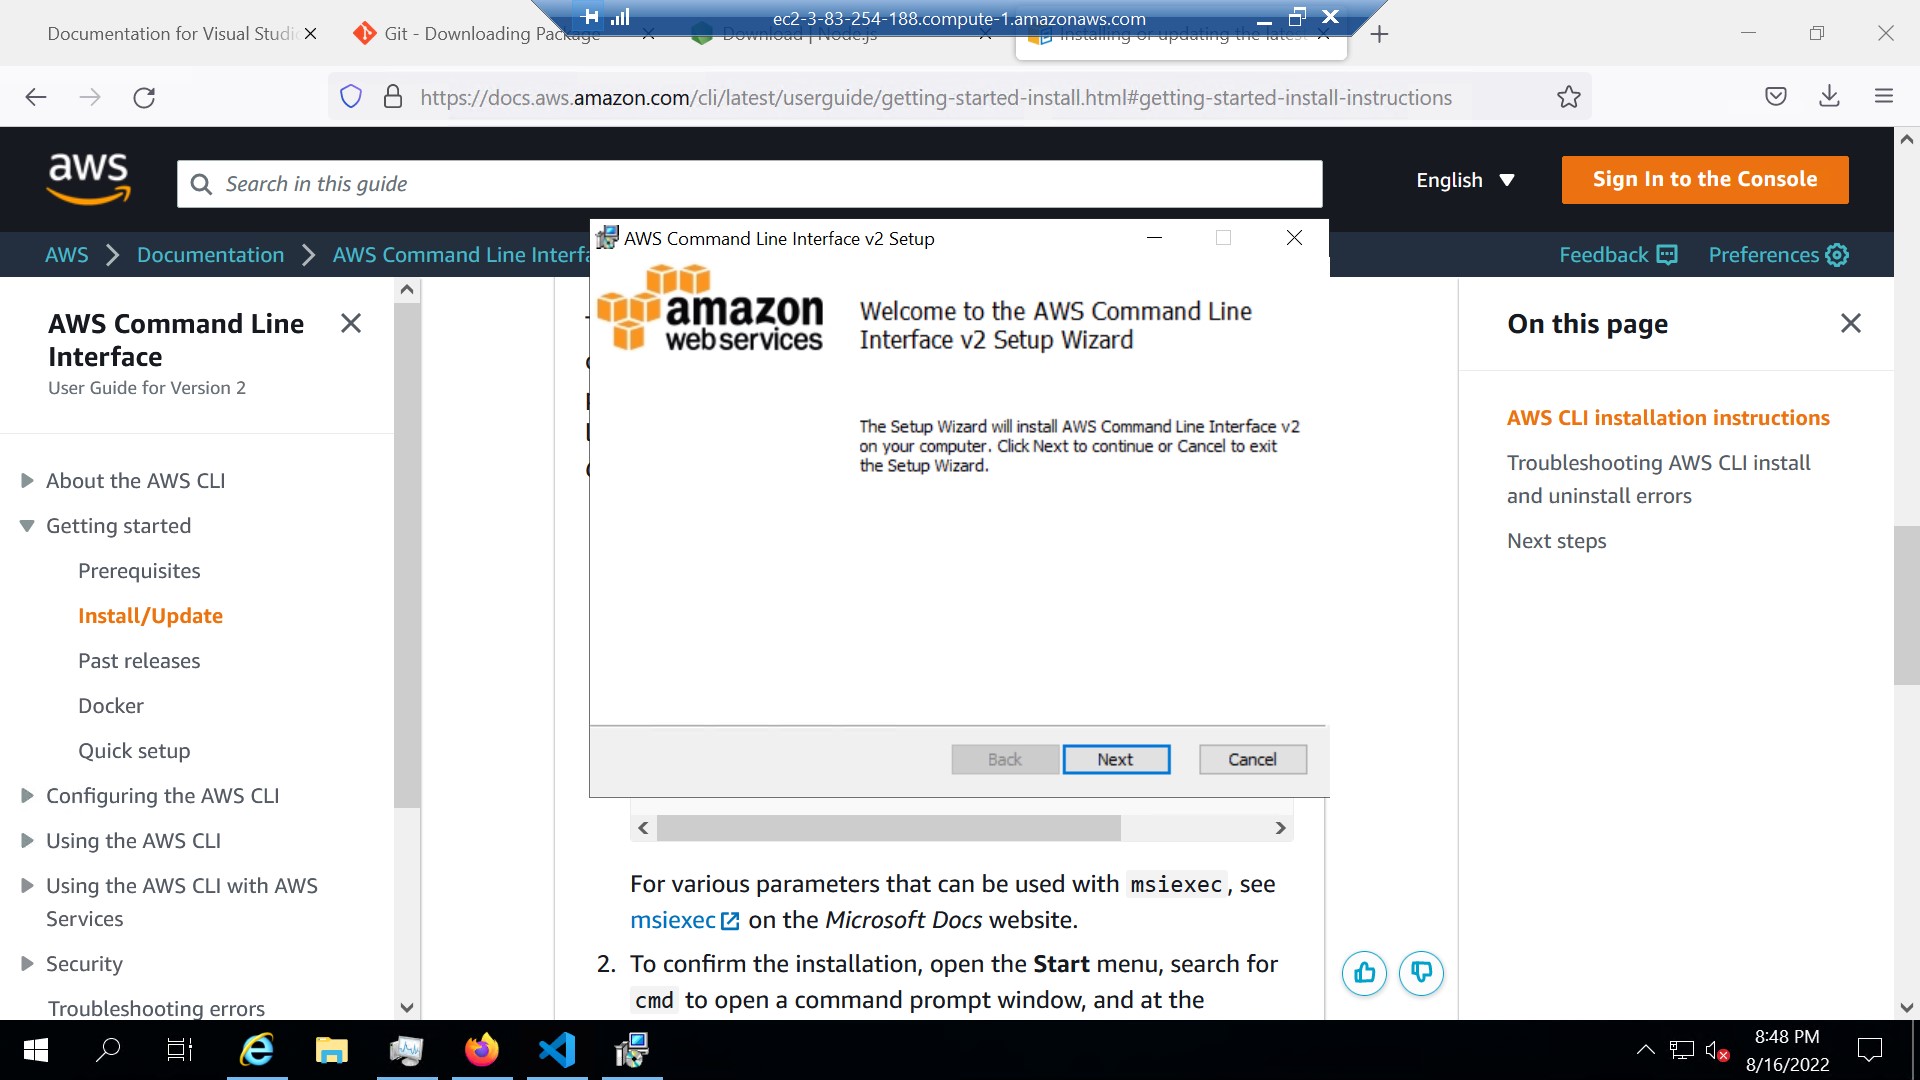 ec2-3-83-254-188.compute-1.amazonaws.com
Documentation for Visual Studi
Git - Downloading Package
Download | Node.js
Installing or updating the latest
https://docs.aws.amazon.com/cli/latest/userguide/getting-started-install.html#getting-started-install-instructions
aws
Search in this guide
English
Sign In to the Console
AWS
Documentation
AWS Command Line Interfa
Feedback
Preferences
AWS Command Line
Interface
User Guide for Version 2
About the AWS CLI
Getting started
Prerequisites
Install/Update
Past releases
Docker
Quick setup
Configuring the AWS CLI
Using the AWS CLI
Using the AWS CLI with AWS
Services
Security
Troubleshooting errors
AWS Command Line Interface v2 Setup
amazon
web services
Welcome to the AWS Command Line
Interface v2 Setup Wizard
The Setup Wizard will install AWS Command Line Interface v2
on your computer. Click Next to continue or Cancel to exit
the Setup Wizard.
Back
Next
Cancel
For various parameters that can be used with msiexec, see
msiexec on the Microsoft Docs website.
2. To confirm the installation, open the Start menu, search for
cmd to open a command prompt window, and at the
On this page
AWS CLI installation instructions
Troubleshooting AWS CLI install
and uninstall errors
Next steps
8:48 PM
8/16/2022